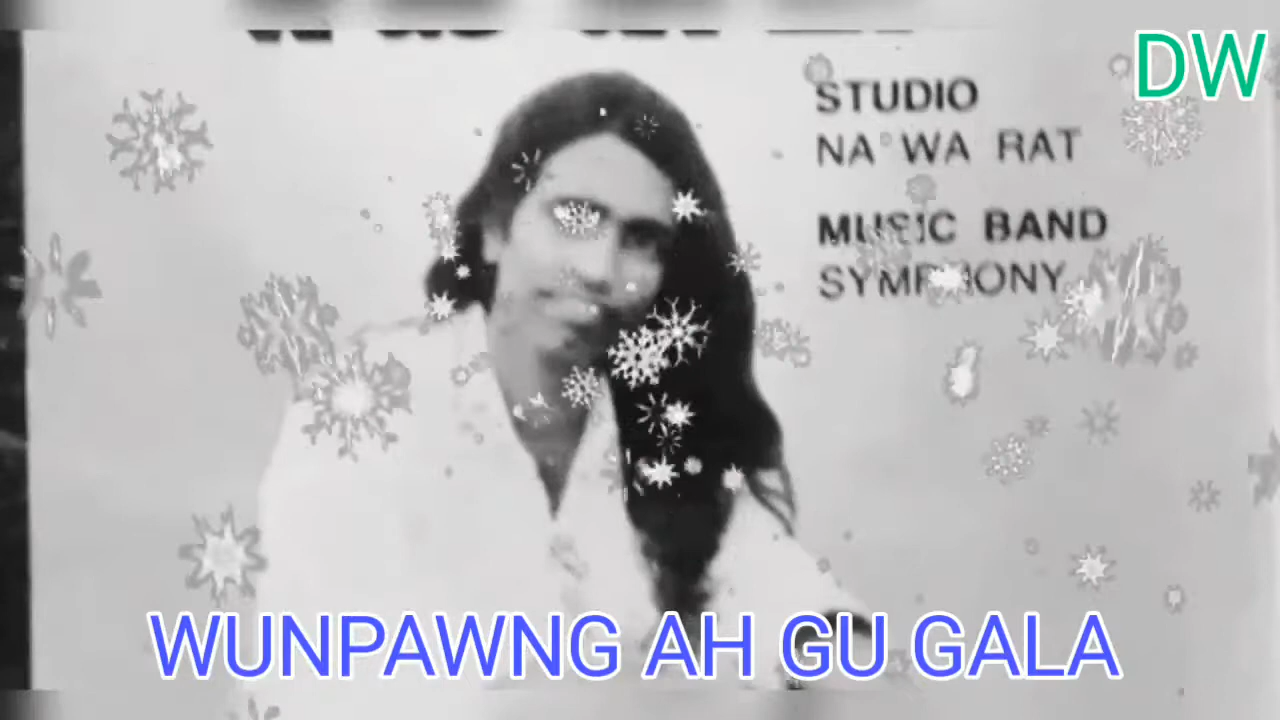 DW
STUDIO
NA WA RAT
MUSIC BAND
SYMPHONY
WUNPAWNG AH GU GALA